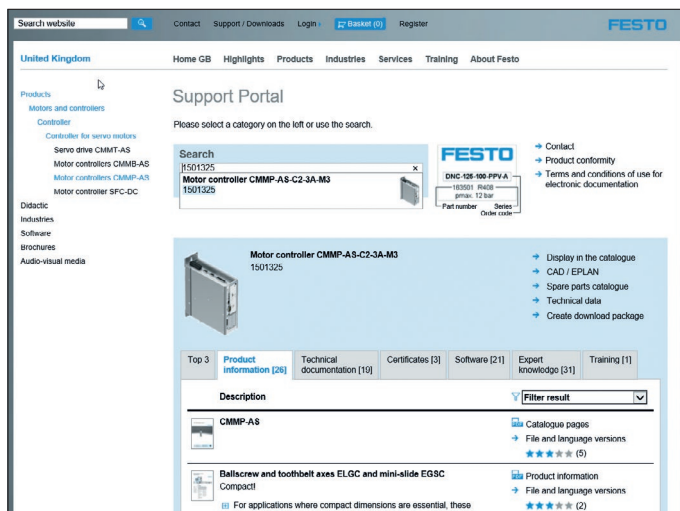 Search website
Contact Support / Downloads Login Basket (0) Register
FESTO
United Kingdom
Home GB Highlights Products Industries Services Training About Festo
Products
Motors and controllers
Controller
Controller for servo motors
Servo drive CMMT-AS
Motor controllers CMMB-AS
Motor controllers CMMP-AS
Motor controller SFC-DC
Didactic
Industries
Software
Brochures
Audio-visual media
Support Portal
Please select a category on the left or use the search.
Search
1501325 ×
Motor controller CMMP-AS-C2-3A-M3
1501325
FESTO
DNC-125-100-PPV-A
163501 R408
pmax. 12 bar
Part number Series
Order code
Contact
Product conformity
Terms and conditions of use for
electronic documentation
Motor controller CMMP-AS-C2-3A-M3
1501325
Display in the catalogue
CAD / EPLAN
Spare parts catalogue
Technical data
Create download package
Top 3
Product
information [26]
Technical
documentation [19]
Certificates [3]
Software [21]
Expert
knowledge [31]
Training [1]
Description
Filter result
CMMP-AS
Catalogue pages
File and language versions
(5)
Ballscrew and toothbelt axes ELGC and mini-slide EGSC
Compact!
For applications where compact dimensions are essential, these
Product information
File and language versions
(2)